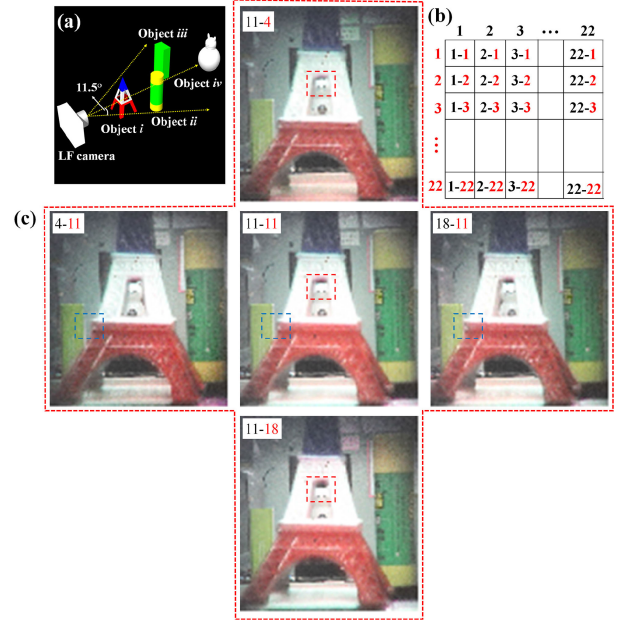 (a)
Object iii
11.5°
Object iv
Object i
Object ii
LF camera
11-4
(b)
1 2 3 ··· 22
1 1-1 2-1 3-1 22-1
2 1-2 2-2 3-2 22-2
3 1-3 2-3 3-3 22-3
⋮
22 1-22 2-22 3-22 22-22
(c)
4-11
11-11
18-11
11-18